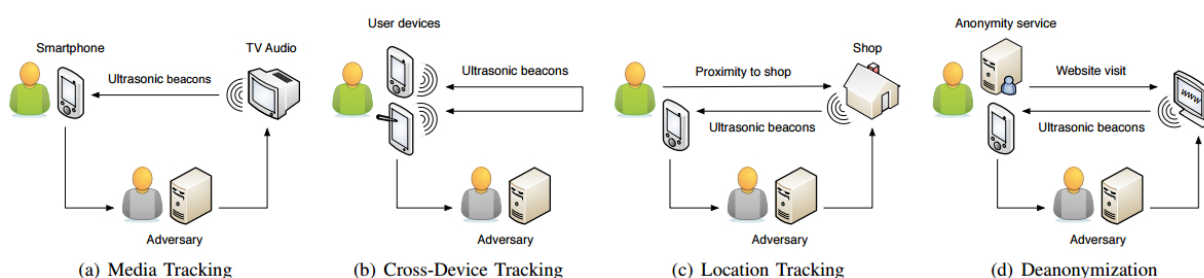 Smartphone
TV Audio
Ultrasonic beacons
Adversary
(a) Media Tracking
User devices
Ultrasonic beacons
Adversary
(b) Cross-Device Tracking
Shop
Proximity to shop
Ultrasonic beacons
Adversary
(c) Location Tracking
Anonymity service
Website visit
WWW
Ultrasonic beacons
Adversary
(d) Deanonymization